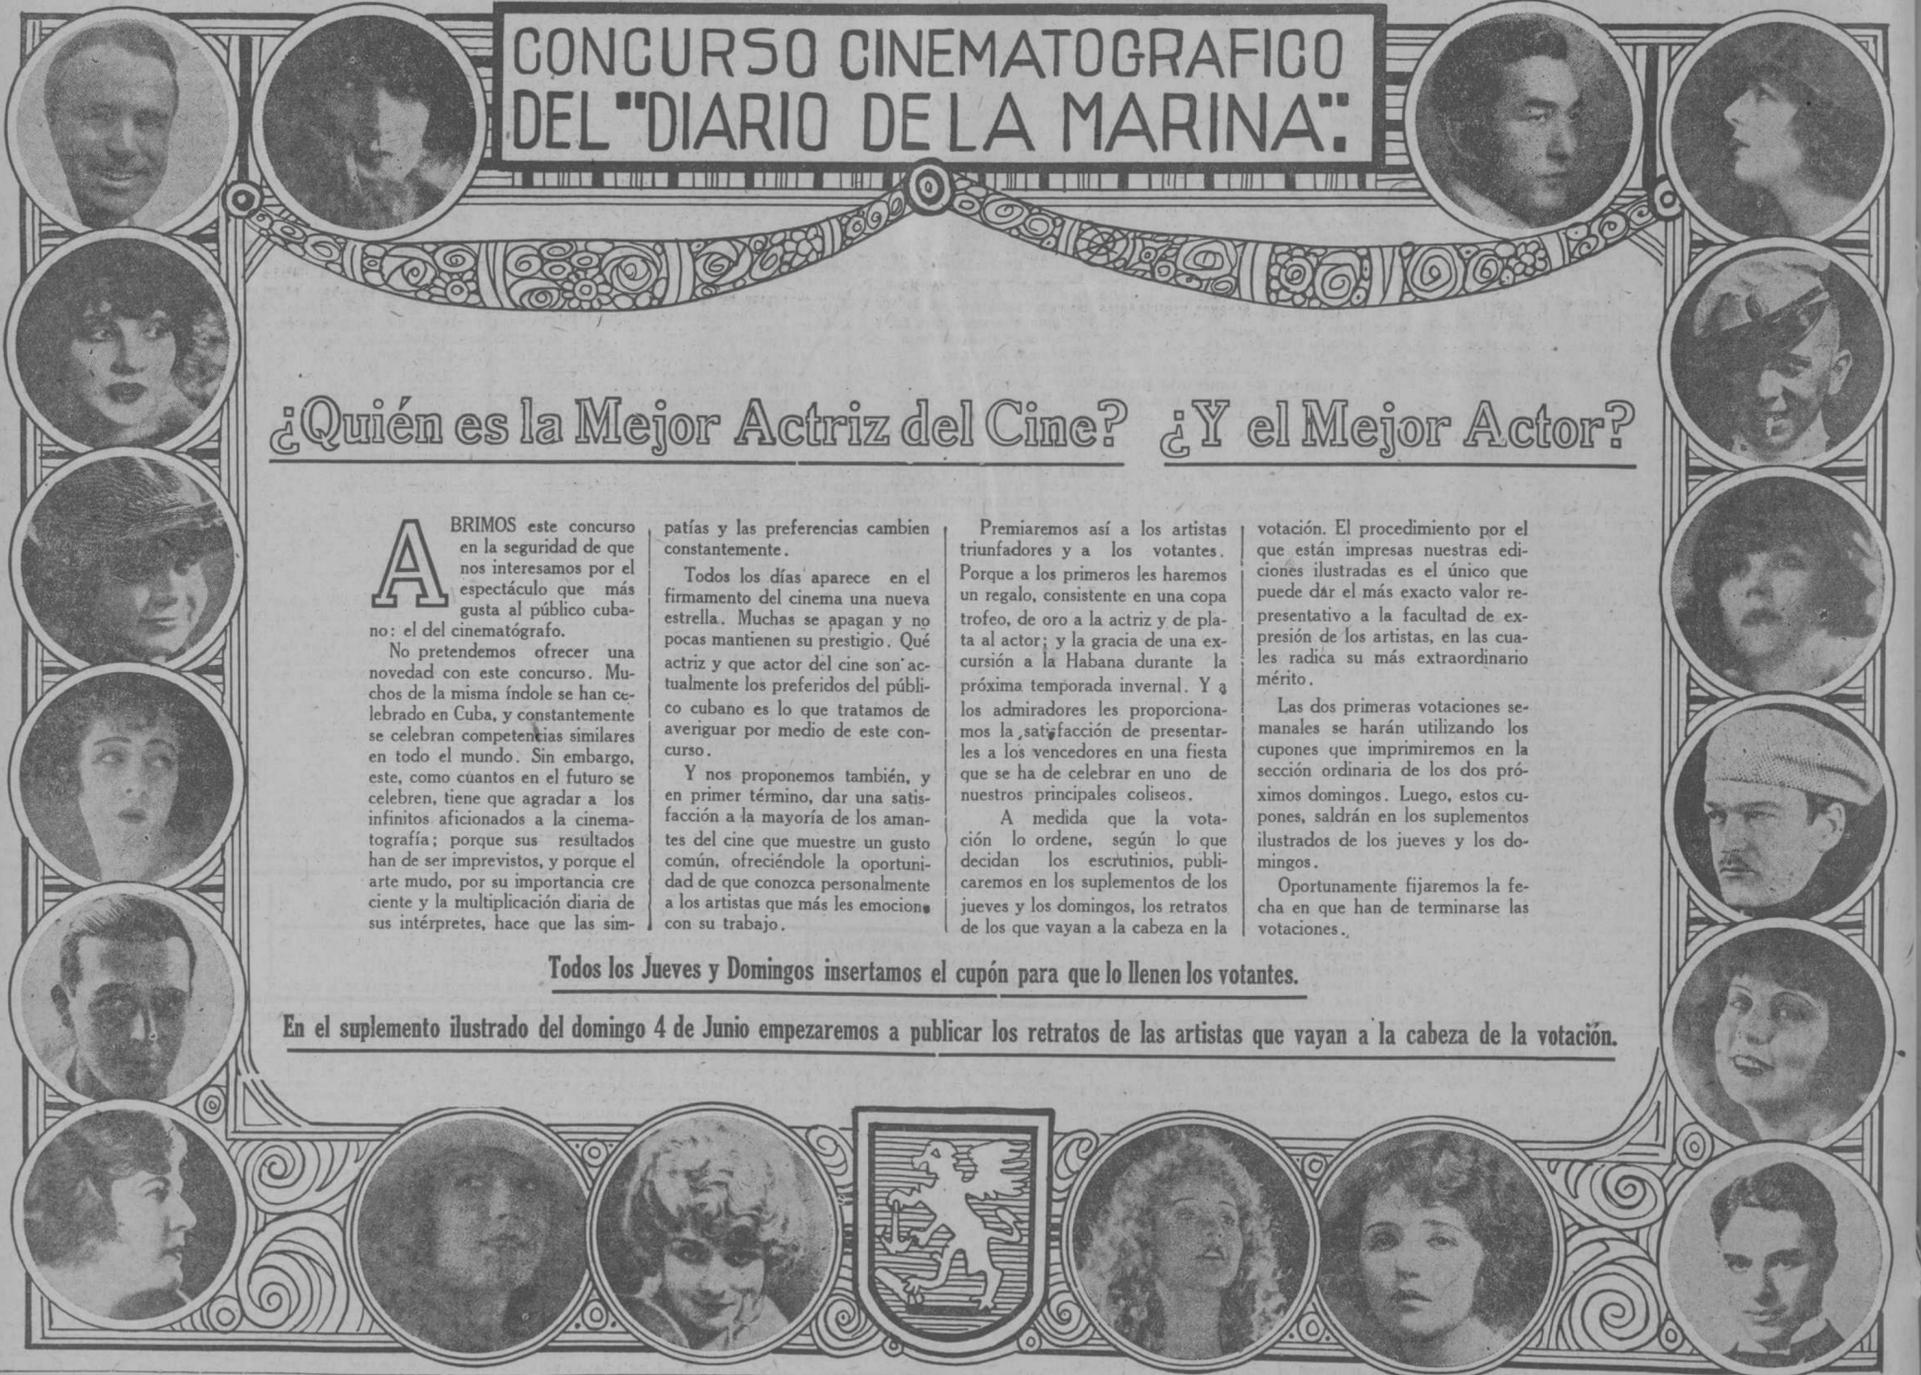 CONCURSO CINEMATOGRAFICO
DEL "DIARIO DE LA MARINA".
¿Quién es la Mejor Actriz del Cine? ¿Y el Mejor Actor?
ABRIMOS este concurso
en la seguridad de que
nos interesamos por el
espectáculo que más
gusta al público cuba-
no: el del cinematógrafo.
No pretendemos ofrecer una
novedad con este concurso. Mu-
chos de la misma índole se han ce-
lebrado en Cuba, y constantemente
se celebran competencias similares
en todo el mundo. Sin embargo,
este, como cuantos en el futuro se
celebren, tiene que agradar a los
infinitos aficionados a la cinema-
tografía; porque sus resultados
han de ser imprevistos, y porque el
arte mudo, por su importancia cre
ciente y la multiplicación diaria de
sus intérpretes, hace que las sim-
patías y las preferencias cambien
constantemente.
Todos los días aparece en el
firmamento del cinema una nueva
estrella. Muchas se apagan y no
pocas mantienen su prestigio. Qué
actriz y que actor del cine son ac-
tualmente los preferidos del públi-
co cubano es lo que tratamos de
averiguar por medio de este con-
curso.
Y nos proponemos también, y
en primer término, dar una satis-
facción a la mayoría de los aman-
tes del cine que muestre un gusto
común, ofreciéndole la oportuni-
dad de que conozca personalmente
a los artistas que más les emocione
con su trabajo.
Premiaremos así a los artistas
triunfadores y a los votantes.
Porque a los primeros les haremos
un regalo, consistente en una copa
trofeo, de oro a la actriz y de pla-
ta al actor; y la gracia de una ex-
cursión a la Habana durante la
próxima temporada invernal. Y a
los admiradores les proporciona-
mos la satisfacción de presentar-
les a los vencedores en una fiesta
que se ha de celebrar en uno de
nuestros principales coliseos.
A medida que la vota-
ción lo ordene, según lo que
decidan los escrutinios, publi-
caremos en los suplementos de los
jueves y los domingos, los retratos
de los que vayan a la cabeza en la
votación. El procedimiento por el
que están impresas nuestras edi-
ciones ilustradas es el único que
puede dar el más exacto valor re-
presentativo a la facultad de ex-
presión de los artistas, en las cua-
les radica su más extraordinario
mérito.
Las dos primeras votaciones se-
manales se harán utilizando los
cupones que imprimiremos en la
sección ordinaria de los dos pró-
ximos domingos. Luego, estos cu-
pones, saldrán en los suplementos
ilustrados de los jueves y los do-
mingos.
Oportunamente fijaremos la fe-
cha en que han de terminarse las
votaciones.
Todos los Jueves y Domingos insertamos el cupón para que lo llenen los votantes.
En el suplemento ilustrado del domingo 4 de Junio empezaremos a publicar los retratos de las artistas que vayan a la cabeza de la votación.